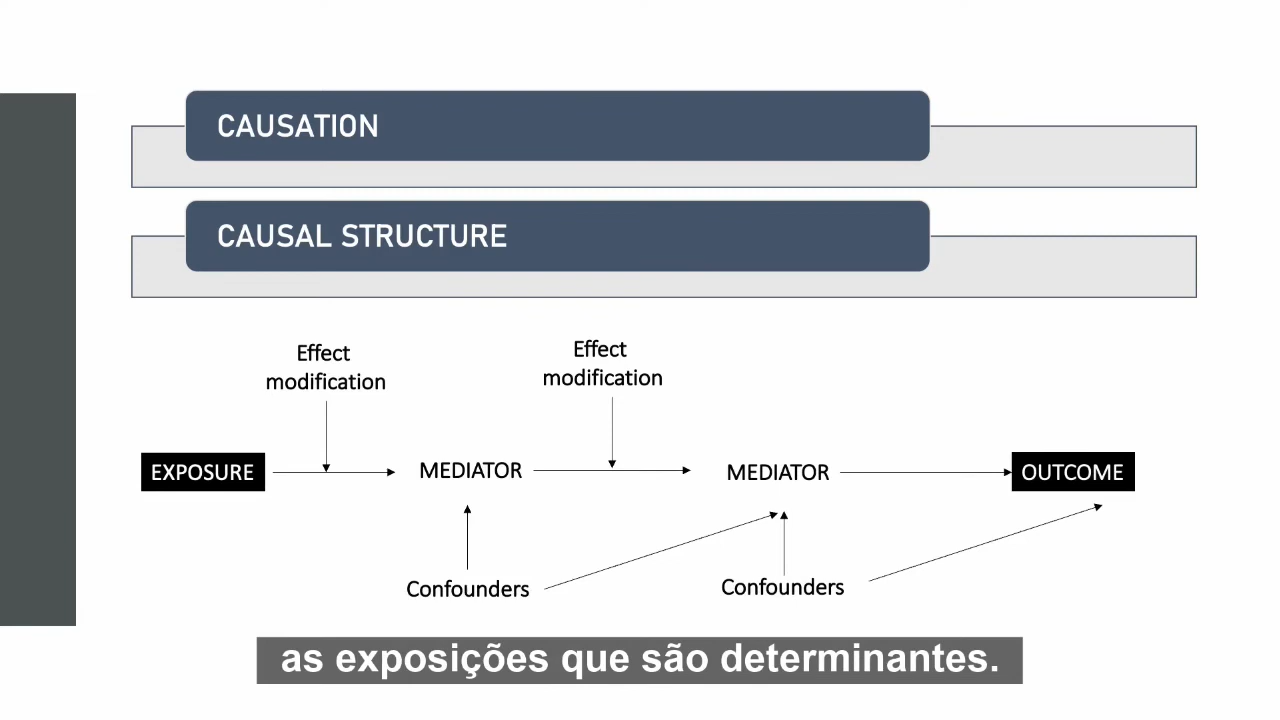 CAUSATION
CAUSAL STRUCTURE
Effect
modification
Effect
modification
EXPOSURE
MEDIATOR
MEDIATOR
OUTCOME
Confounders
Confounders
as exposições que são determinantes.